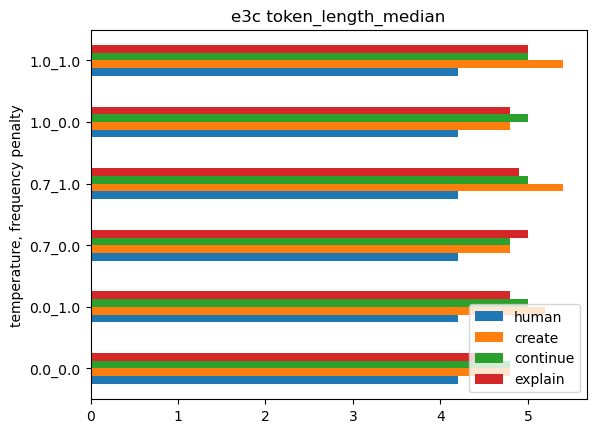 e3c token_length_median
temperature, frequency penalty
1.0_1.0
1.0_0.0
0.7_1.0
0.7_0.0
0.0_1.0
0.0_0.0
human
create
continue
explain
0 1 2 3 4 5